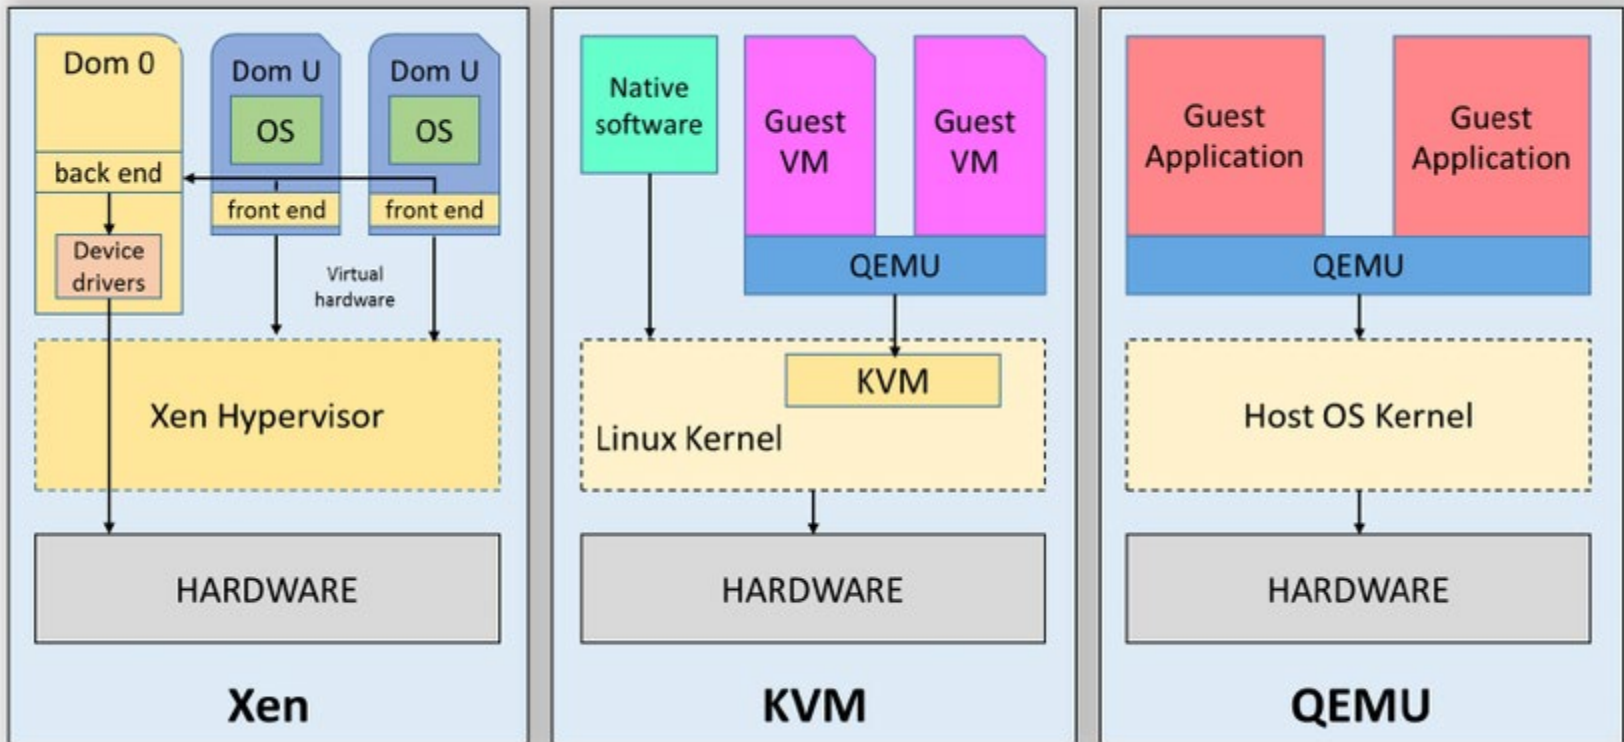 Dom 0
back end
Device
drivers
Dom U
OS
front end
Dom U
OS
front end
Virtual
hardware
Xen Hypervisor
HARDWARE
Xen
Native
software
Guest
VM
Guest
VM
QEMU
KVM
Linux Kernel
HARDWARE
KVM
Guest
Application
Guest
Application
QEMU
Host OS Kernel
HARDWARE
QEMU